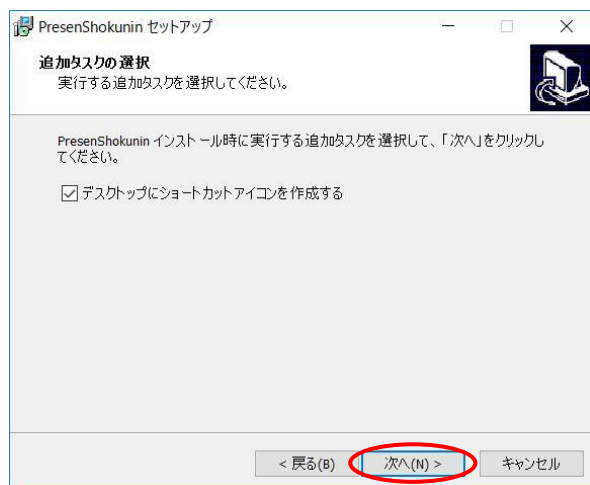 PresenShokunin セットアップ
追加タスクの選択
実行する追加タスクを選択してください。
PresenShokunin インストール時に実行する追加タスクを選択して、「次へ」をクリックし
てください。
デスクトップにショートカットアイコンを作成する
< 戻る(B)
次へ(N) >
キャンセル